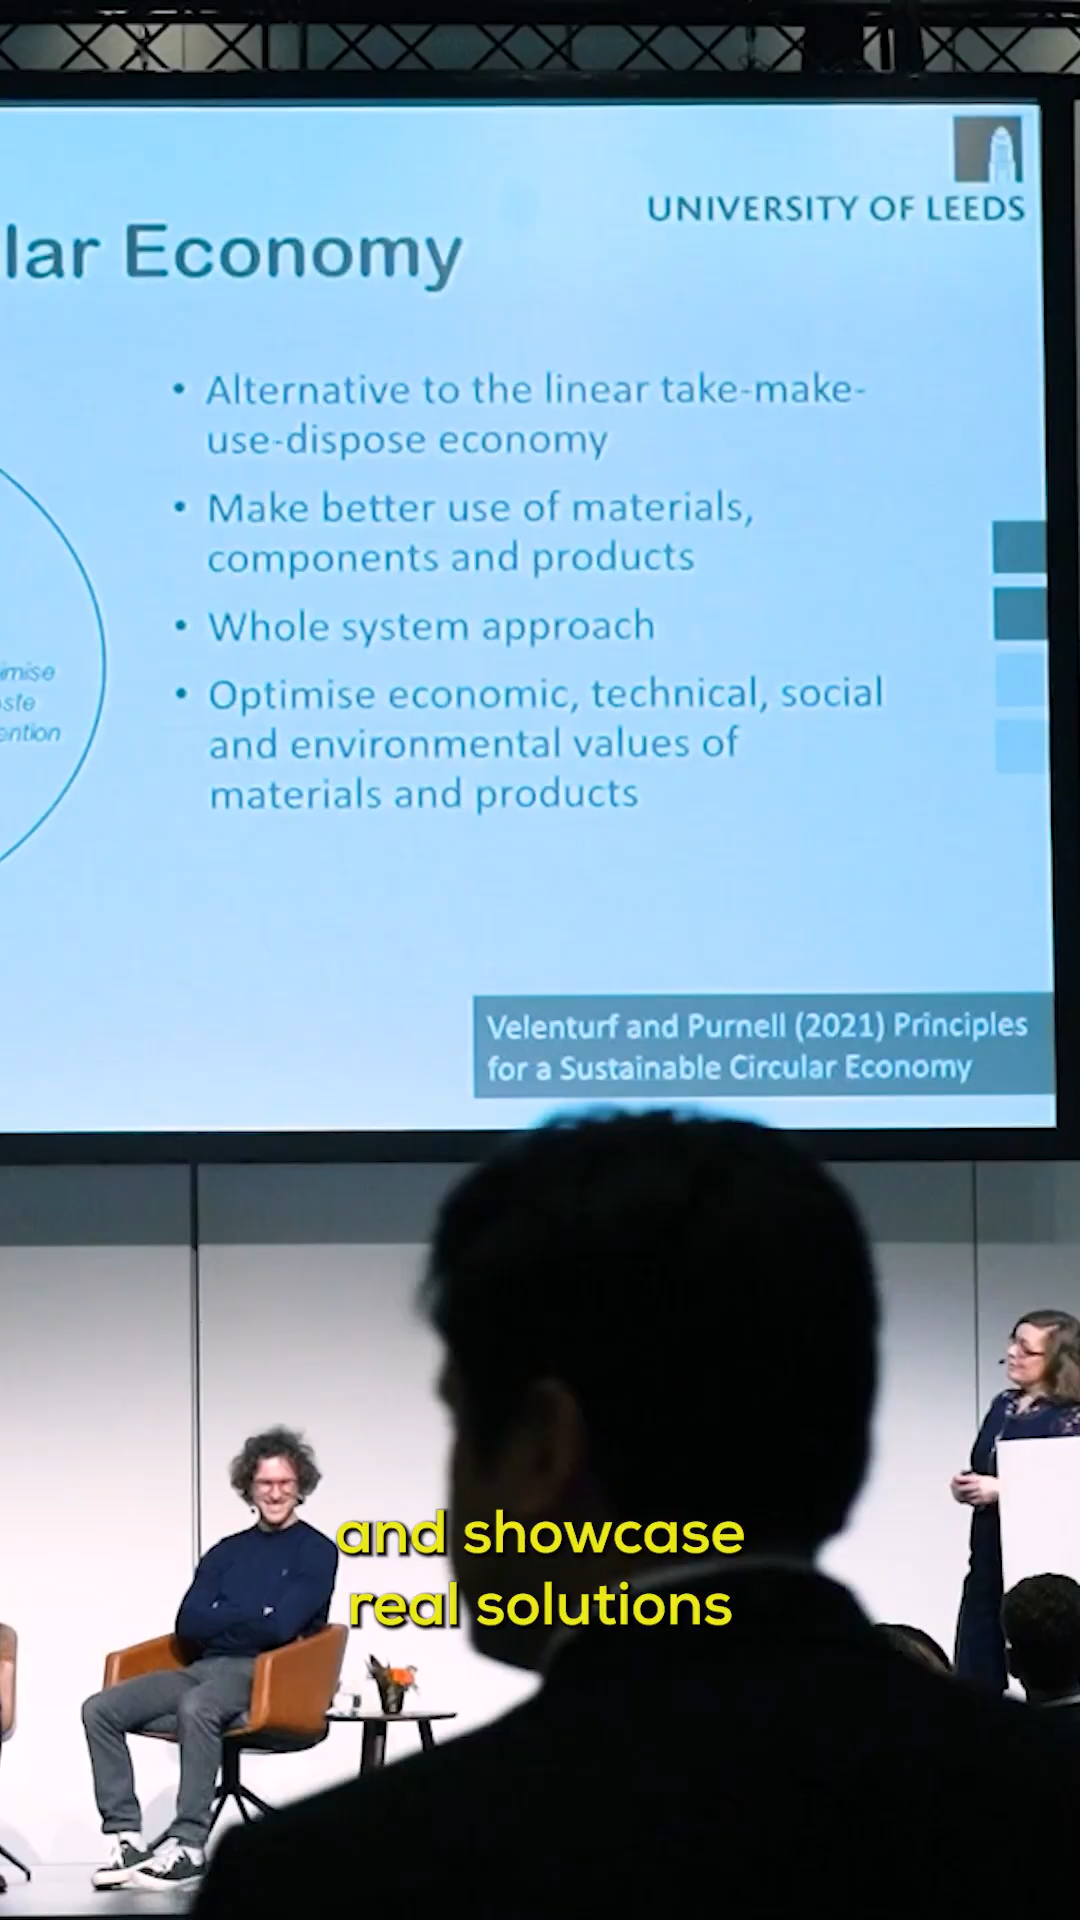 UNIVERSITY OF LEEDS
lar Economy
• Alternative to the linear take-make-
use-dispose economy
• Make better use of materials,
components and products
• Whole system approach
• Optimise economic, technical, social
and environmental values of
materials and products
imise
ste
ention
Velenturf and Purnell (2021) Principles
for a Sustainable Circular Economy
and showcase
real solutions